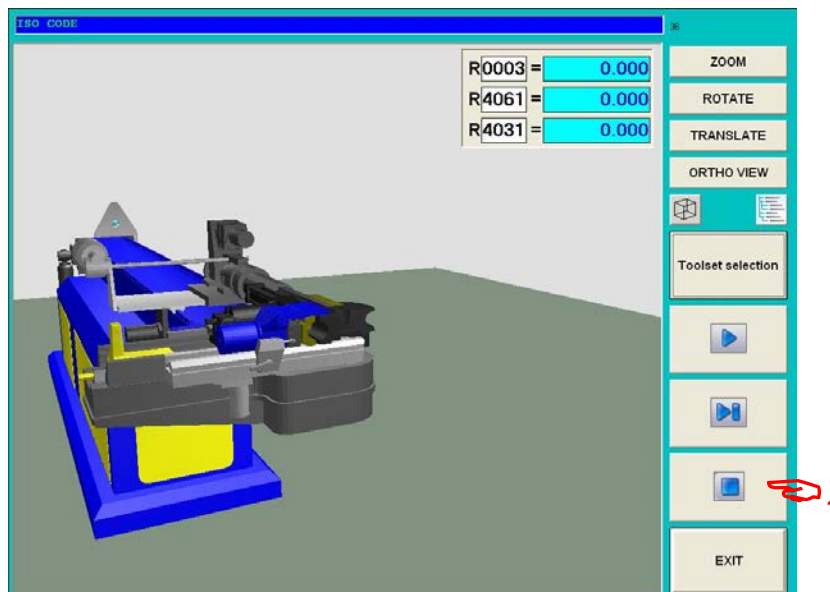 ISO CODE
36
R0003 = 0.000
R4061 = 0.000
R4031 = 0.000
ZOOM
ROTATE
TRANSLATE
ORTHO VIEW
Toolset selection
EXIT